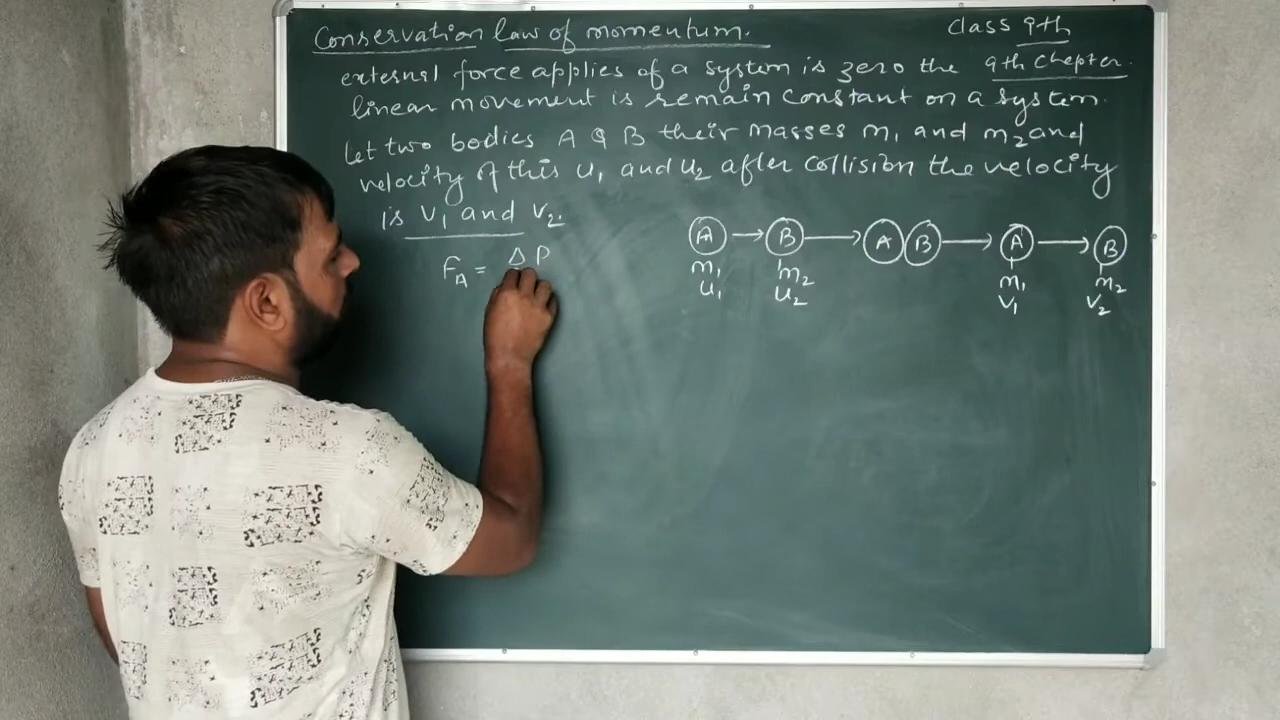 Conservation law of momentum.
Class 9th
9th Chepter.
external force applies of a system is zero the
linear movement is remain constant on a system.
Let two bodies A & B their masses m₁ and m₂ and
velocity of this u₁ and u₂ after collision the velocity
is v₁ and v₂.
A → B → A B → A → B
m₁ m₂ m₁ m₂
u₁ u₂ v₁ v₂
F_A = Δ P